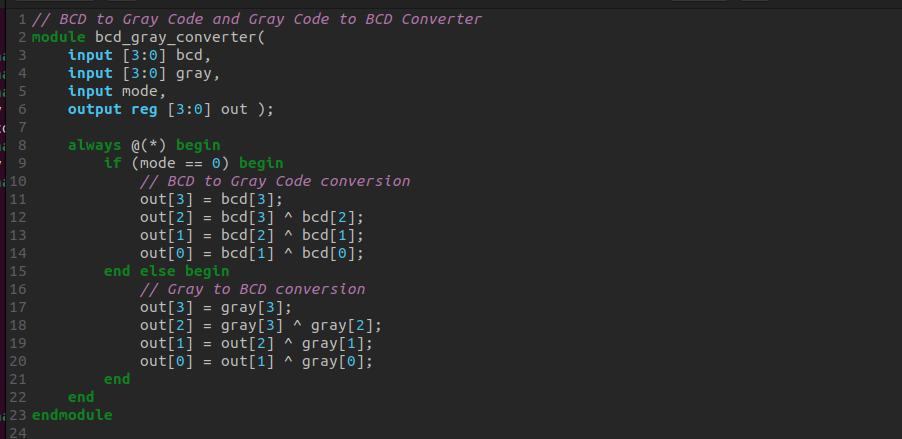 1 // BCD to Gray Code and Gray Code to BCD Converter
2 module bcd_gray_converter(
3     input [3:0] bcd,
4     input [3:0] gray,
5     input mode,
6     output reg [3:0] out );
7
8     always @(*) begin
9         if (mode == 0) begin
10             // BCD to Gray Code conversion
11             out[3] = bcd[3];
12             out[2] = bcd[3] ^ bcd[2];
13             out[1] = bcd[2] ^ bcd[1];
14             out[0] = bcd[1] ^ bcd[0];
15         end else begin
16             // Gray to BCD conversion
17             out[3] = gray[3];
18             out[2] = gray[3] ^ gray[2];
19             out[1] = out[2] ^ gray[1];
20             out[0] = out[1] ^ gray[0];
21         end
22     end
23 endmodule
24